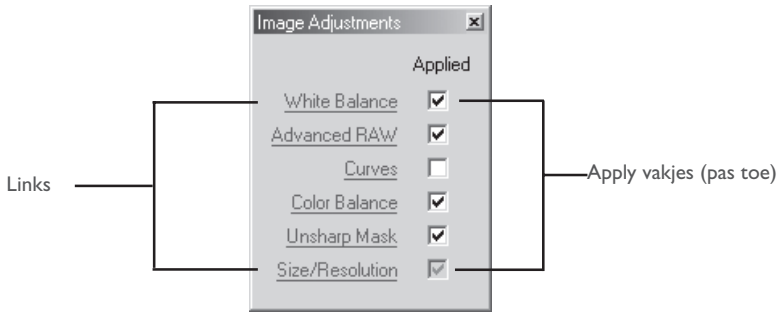 Image Adjustments
Applied
White Balance
Advanced RAW
Curves
Color Balance
Unsharp Mask
Size/Resolution
Links
Apply vakjes (pas toe)